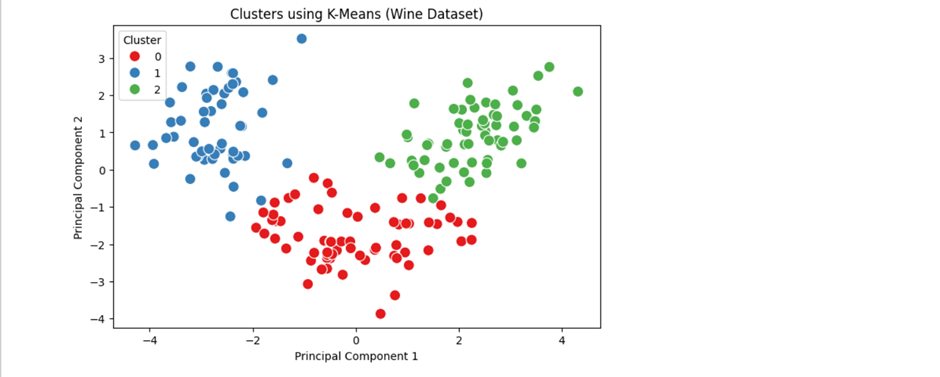 Clusters using K-Means (Wine Dataset)
Cluster
0
1
2
3
2
1
0
−1
−2
−3
−4
Principal Component 2
−4 −2 0 2 4
Principal Component 1